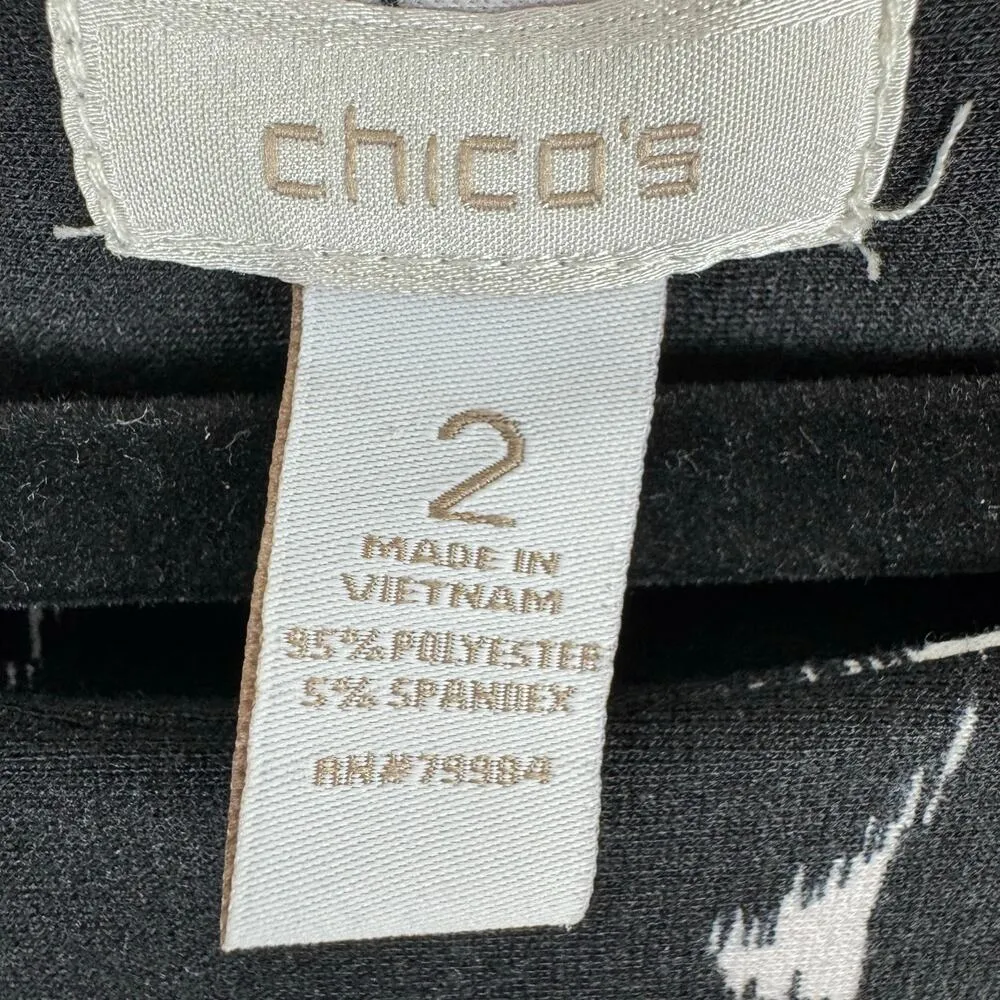 chico's
2
MADE IN
VIETNAM
95% POLYESTER
5% SPANDEX
RN#79984